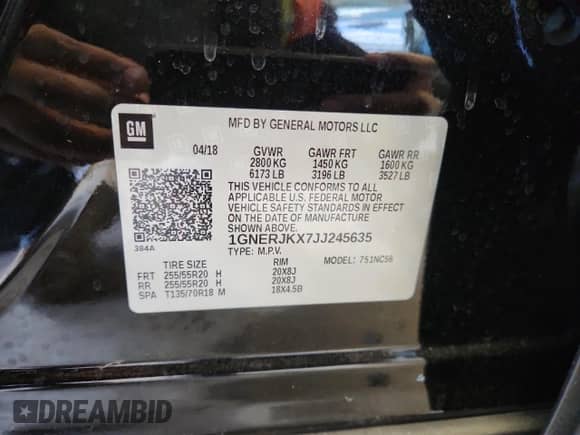 GM
MFD BY GENERAL MOTORS LLC
04/18 GVWR GAWR FRT GAWR RR
2800 KG 1450 KG 1600 KG
6173 LB 3196 LB 3527 LB
THIS VEHICLE CONFORMS TO ALL
APPLICABLE U.S. FEDERAL MOTOR
VEHICLE SAFETY STANDARDS IN EFFECT
ON THE DATE OF MANUFACTURE
SHOWN ABOVE.
384A
1GNERJKX7JJ245635
TYPE: M.P.V. MODEL: 751NC56
TIRE SIZE RIM
FRT 255/55R20 H 20X8J
RR 255/55R20 H 20X8J
SPA T135/70R18 M 18X4.5B
DREAMBID